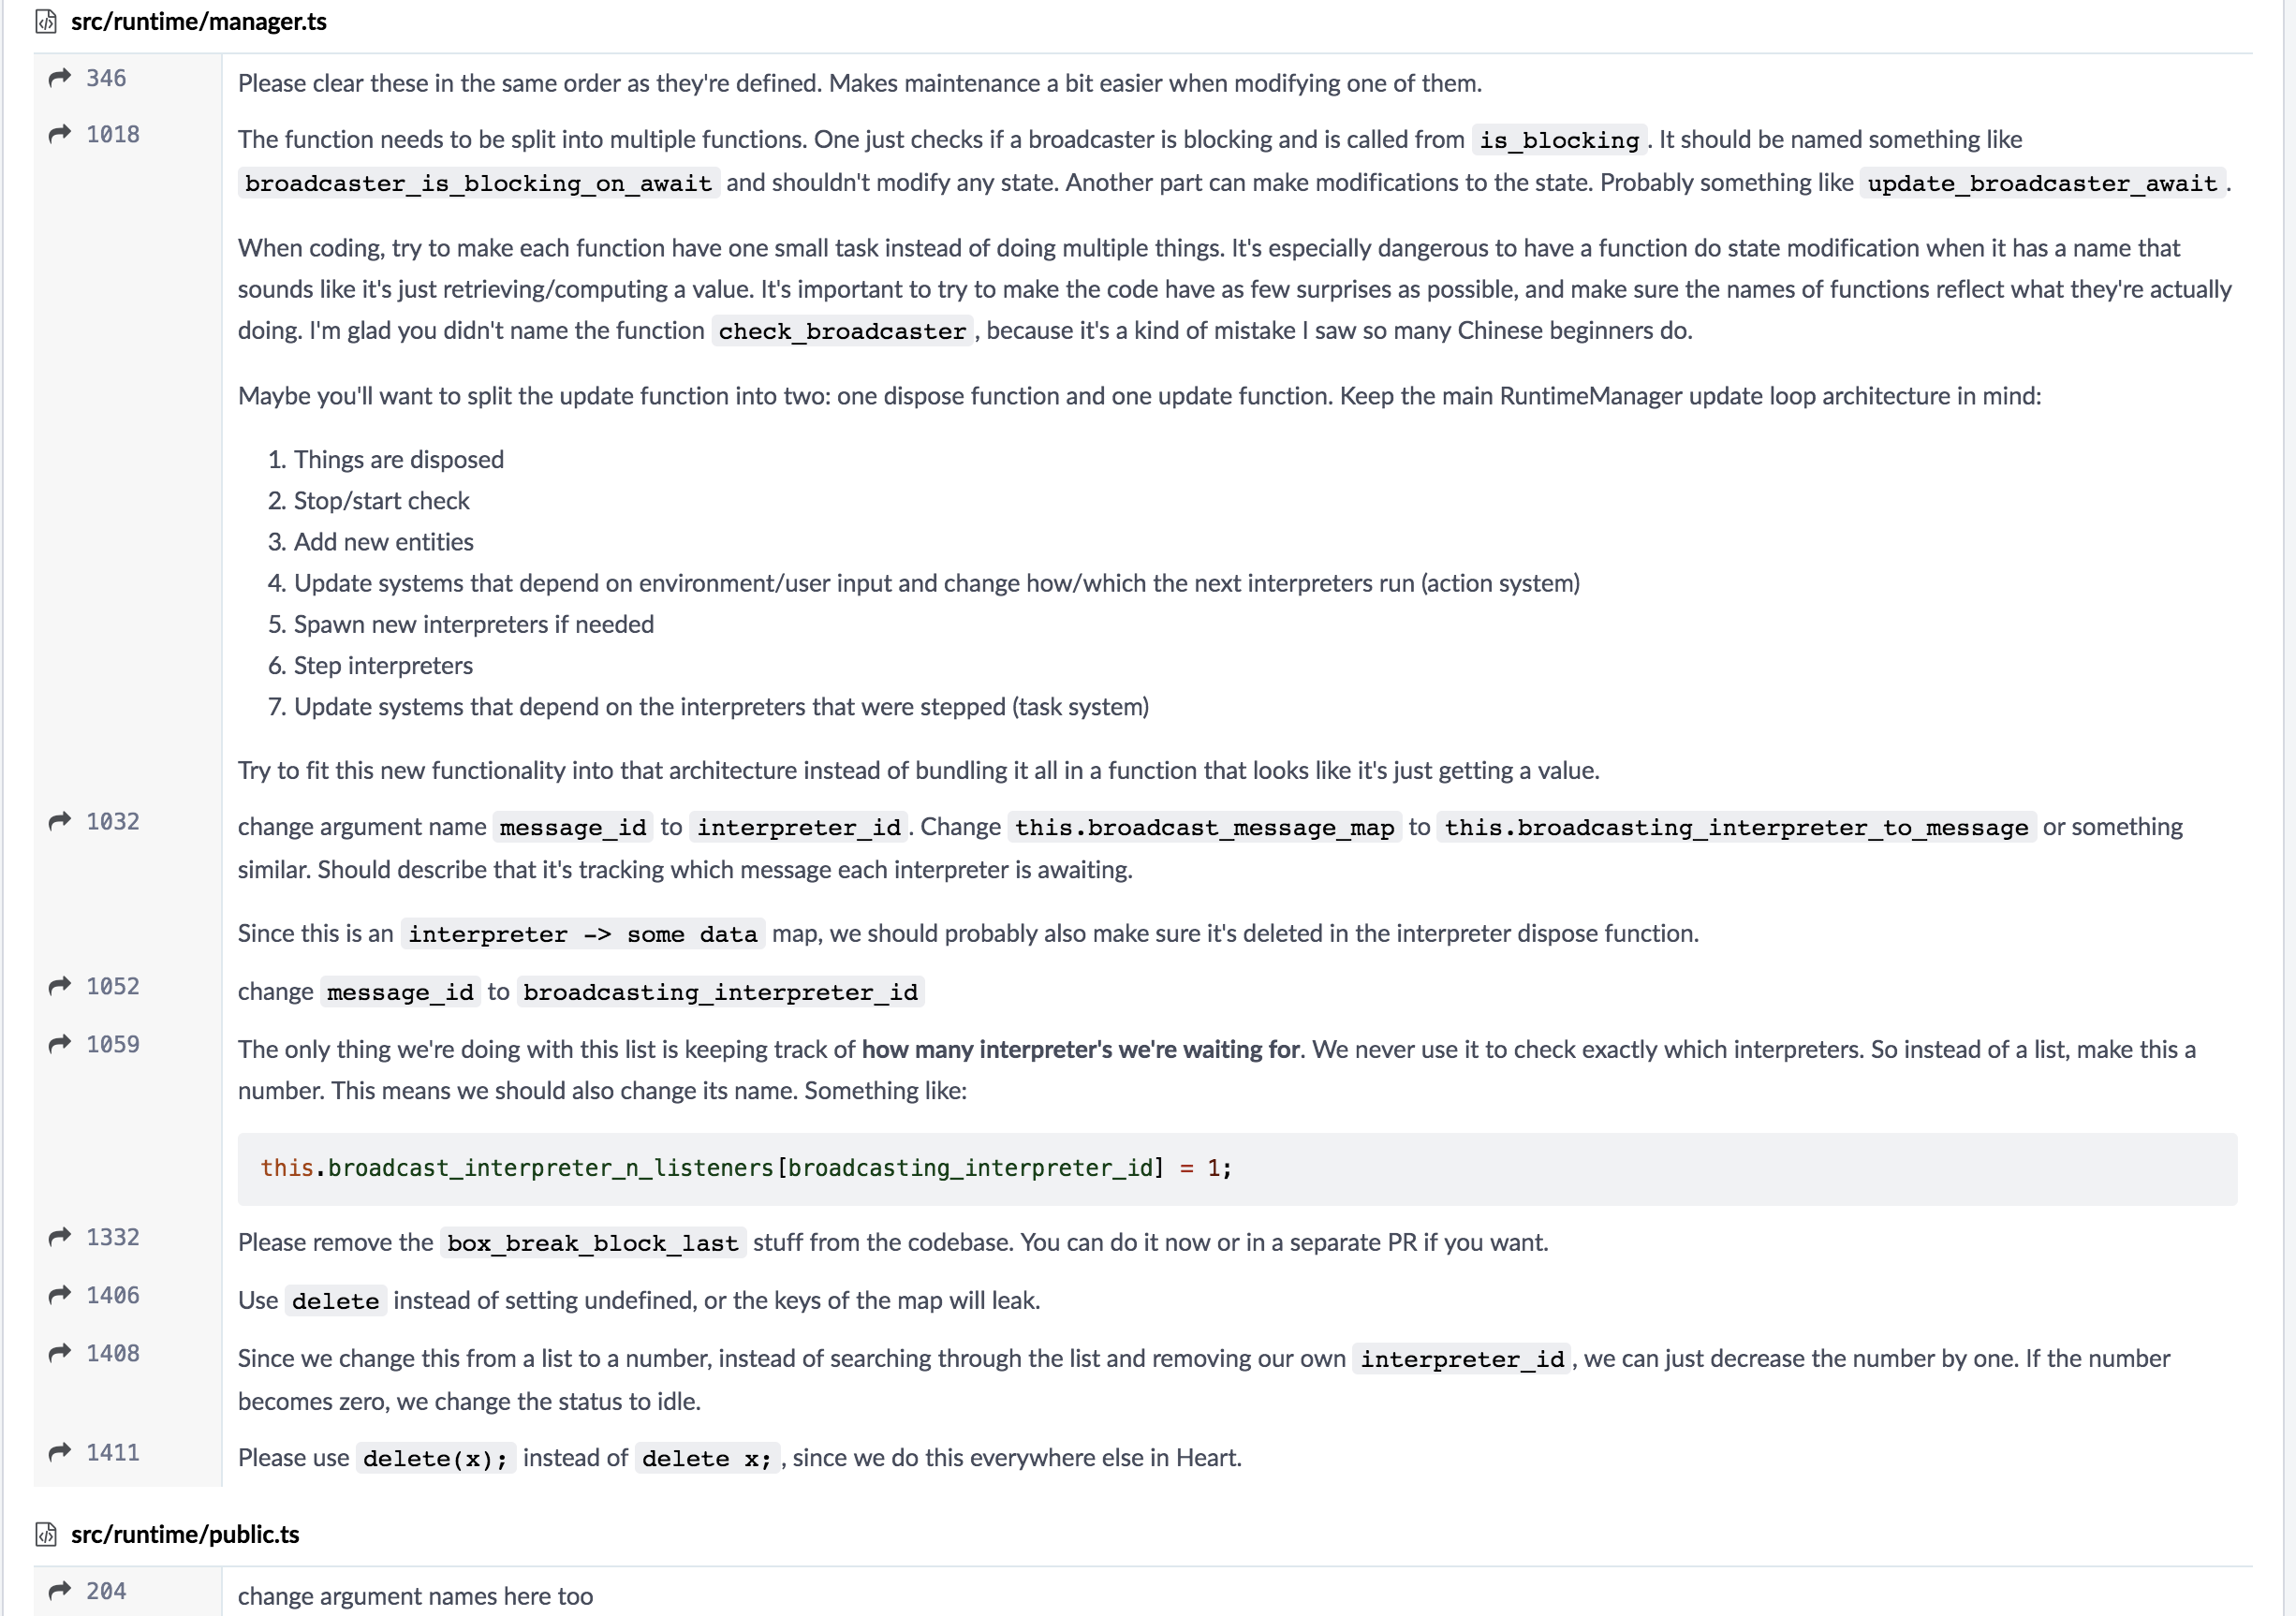 src/runtime/manager.ts
346
Please clear these in the same order as they're defined. Makes maintenance a bit easier when modifying one of them.
1018
The function needs to be split into multiple functions. One just checks if a broadcaster is blocking and is called from is_blocking. It should be named something like
broadcaster_is_blocking_on_await and shouldn't modify any state. Another part can make modifications to the state. Probably something like update_broadcaster_await.
When coding, try to make each function have one small task instead of doing multiple things. It's especially dangerous to have a function do state modification when it has a name that
sounds like it's just retrieving/computing a value. It's important to try to make the code have as few surprises as possible, and make sure the names of functions reflect what they're actually
doing. I'm glad you didn't name the function check_broadcaster, because it's a kind of mistake I saw so many Chinese beginners do.
Maybe you'll want to split the update function into two: one dispose function and one update function. Keep the main RuntimeManager update loop architecture in mind:
1. Things are disposed
2. Stop/start check
3. Add new entities
4. Update systems that depend on environment/user input and change how/which the next interpreters run (action system)
5. Spawn new interpreters if needed
6. Step interpreters
7. Update systems that depend on the interpreters that were stepped (task system)
Try to fit this new functionality into that architecture instead of bundling it all in a function that looks like it's just getting a value.
1032
change argument name message_id to interpreter_id. Change this.broadcast_message_map to this.broadcasting_interpreter_to_message or something
similar. Should describe that it's tracking which message each interpreter is awaiting.
Since this is an interpreter -> some data map, we should probably also make sure it's deleted in the interpreter dispose function.
1052
change message_id to broadcasting_interpreter_id
1059
The only thing we're doing with this list is keeping track of how many interpreter's we're waiting for. We never use it to check exactly which interpreters. So instead of a list, make this a
number. This means we should also change its name. Something like:
this.broadcast_interpreter_n_listeners[broadcasting_interpreter_id] = 1;
1332
Please remove the box_break_block_last stuff from the codebase. You can do it now or in a separate PR if you want.
1406
Use delete instead of setting undefined, or the keys of the map will leak.
1408
Since we change this from a list to a number, instead of searching through the list and removing our own interpreter_id, we can just decrease the number by one. If the number
becomes zero, we change the status to idle.
1411
Please use delete(x); instead of delete x;, since we do this everywhere else in Heart.
src/runtime/public.ts
204
change argument names here too